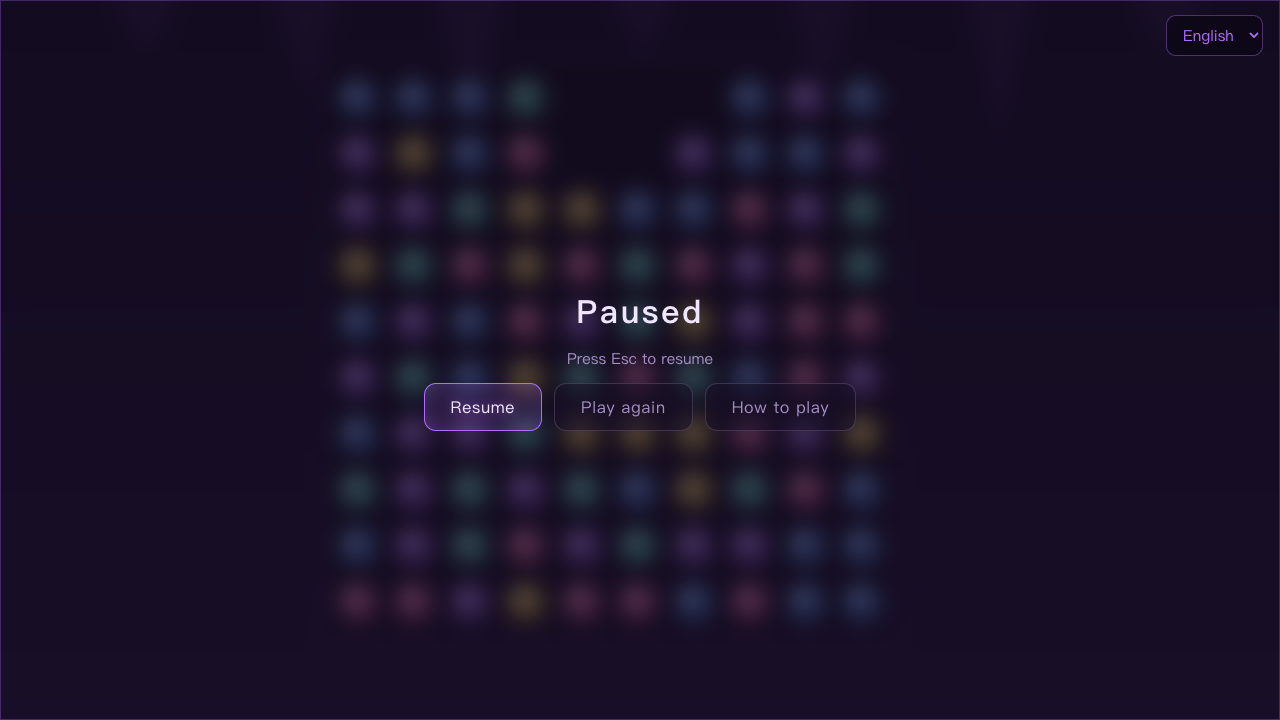 English
Paused
Press Esc to resume
Resume
Play again
How to play